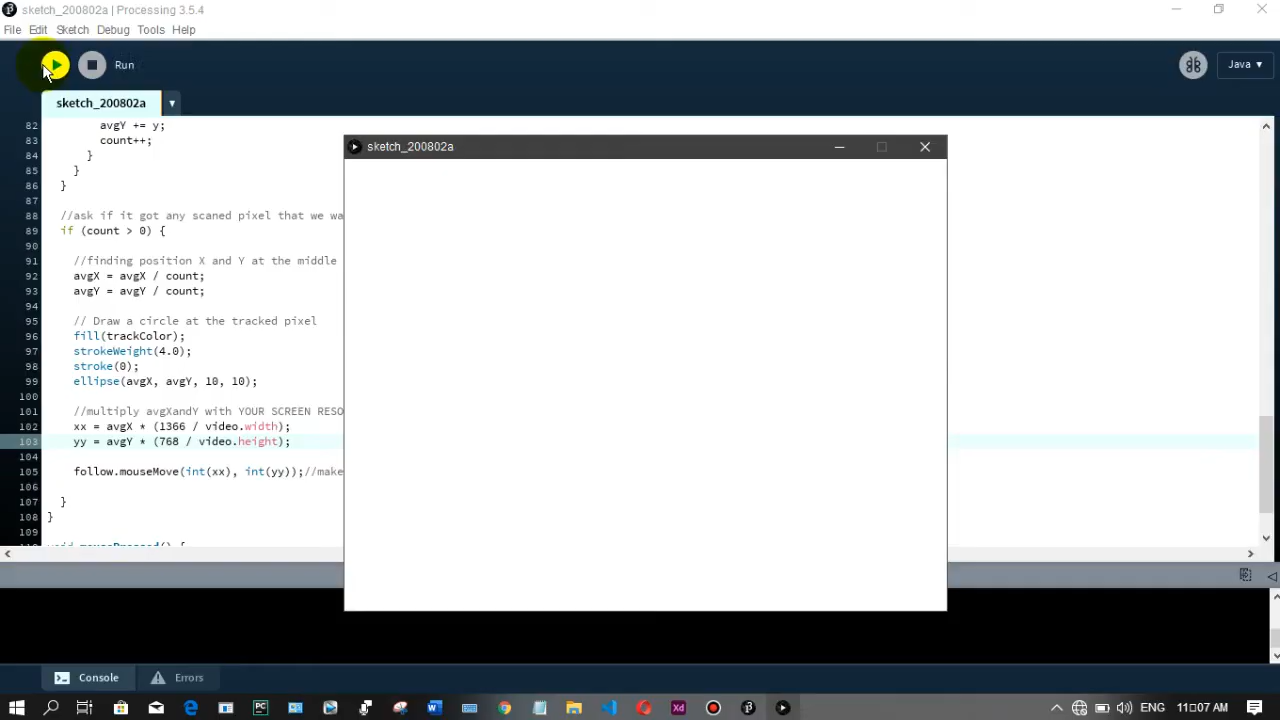 sketch_200802a | Processing 3.5.4
File Edit Sketch Debug Tools Help
Run
Java ▾
sketch_200802a ▾
82 avgY += y;
83 count++;
84 }
85 }
86 }
87
88 //ask if it got any scaned pixel that we wa
89 if (count > 0) {
90
91 //finding position X and Y at the middle
92 avgX = avgX / count;
93 avgY = avgY / count;
94
95 // Draw a circle at the tracked pixel
96 fill(trackColor);
97 strokeWeight(4.0);
98 stroke(0);
99 ellipse(avgX, avgY, 10, 10);
100
101 //multiply avgXandY with YOUR SCREEN RESO
102 xx = avgX * (1366 / video.width);
103 yy = avgY * (768 / video.height);
104
105 follow.mouseMove(int(xx), int(yy));//make
106
107 }
108 }
109
sketch_200802a
Console Errors
ENG 11:07 AM